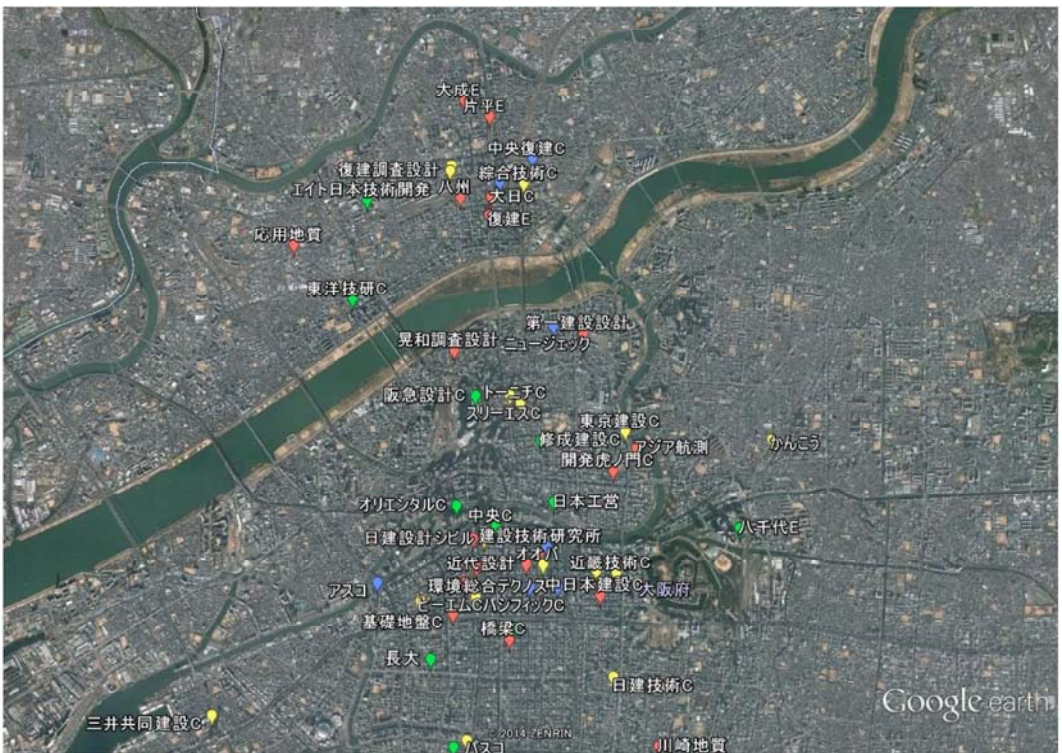 大成E
片平E
中央復建C
復建調査設計
綜合技術C
エイト日本技術開発
八州
大日C
復建E
応用地質
東洋技研C
第一建設設計
晃和調査設計
ニュージェック
阪急設計C
トーニチC
スリーエスC
東京建設C
修成建設C
アジア航測
かんこう
開発虎ノ門C
オリエンタルC
日本工営
中央C
八千代E
日建設計シビル
建設技術研究所
オオバ
近代設計
近畿技術C
アスコ
環境総合テクノス
中日本建設C
大阪府
ビーエムC
パシフィックC
基礎地盤C
橋梁C
長大
日建技術C
Google earth
三井共同建設C
© 2014 ZENRIN
パスコ
川崎地質